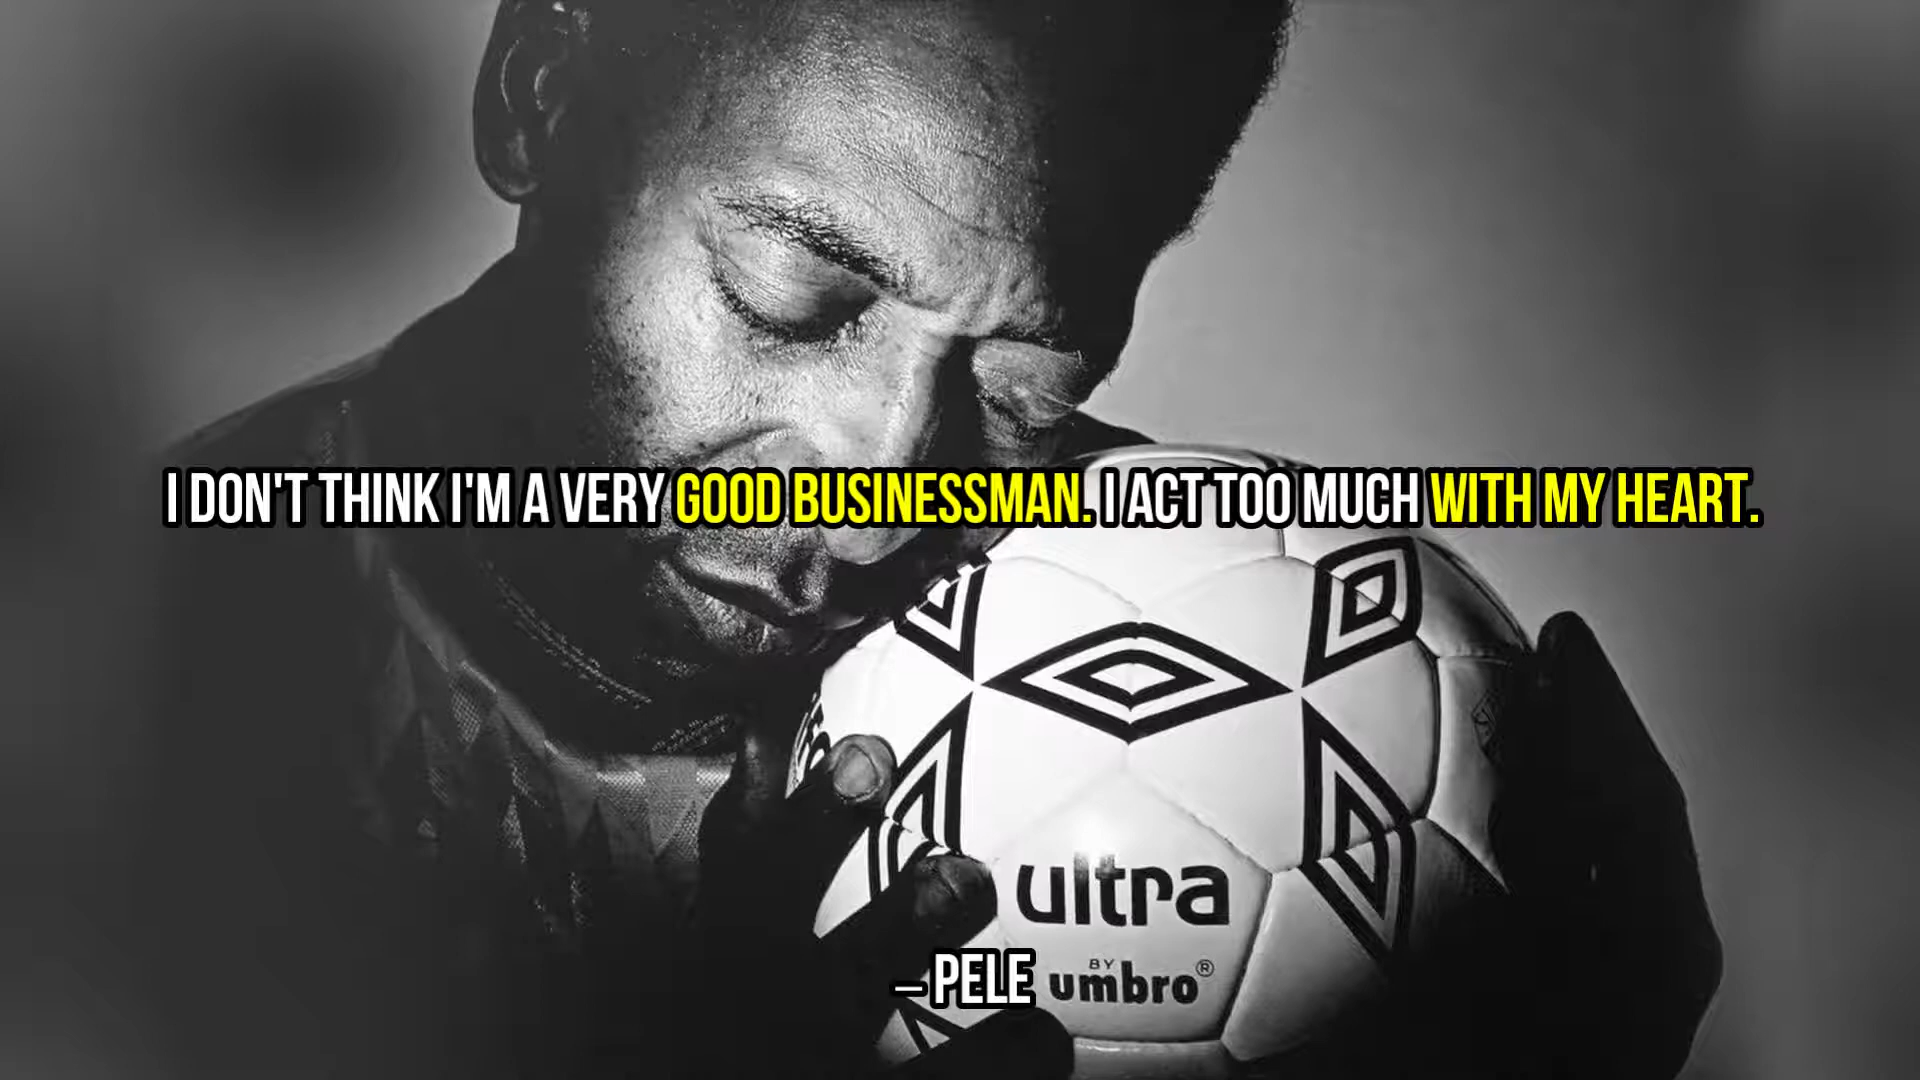 I DON'T THINK I'M A VERY GOOD BUSINESSMAN. I ACT TOO MUCH WITH MY HEART.
ultra
BY
umbro®
– PELE